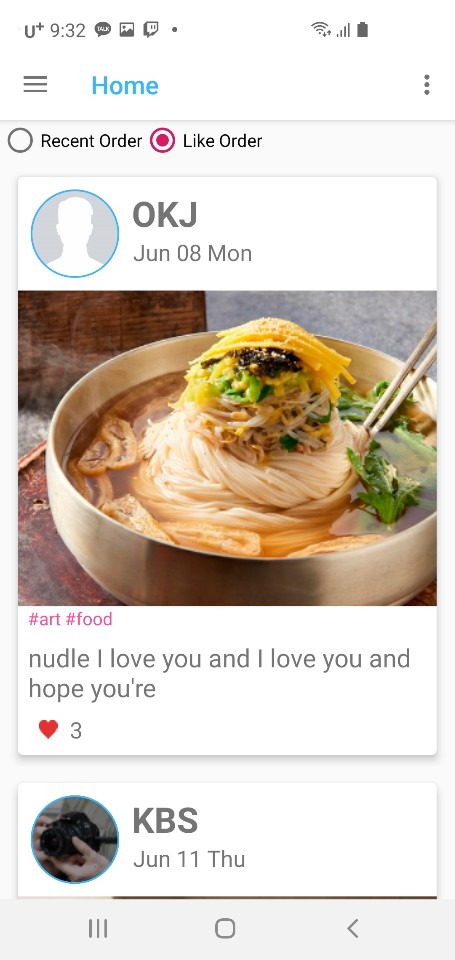 U+ 9:32
TALK
Home
Recent Order Like Order
OKJ
Jun 08 Mon
#art #food
nudle I love you and I love you and
hope you're
3
KBS
Jun 11 Thu